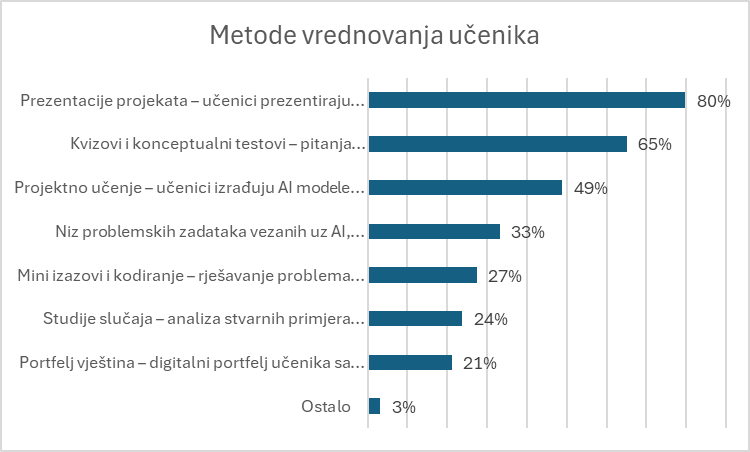 Metode vrednovanja učenika
Prezentacije projekata – učenici prezentiraju... 80%
Kvizovi i konceptualni testovi – pitanja... 65%
Projektno učenje – učenici izrađuju AI modele... 49%
Niz problemskih zadataka vezanih uz AI,... 33%
Mini izazovi i kodiranje – rješavanje problema... 27%
Studije slučaja – analiza stvarnih primjera... 24%
Portfelj vještina – digitalni portfelj učenika sa... 21%
Ostalo 3%